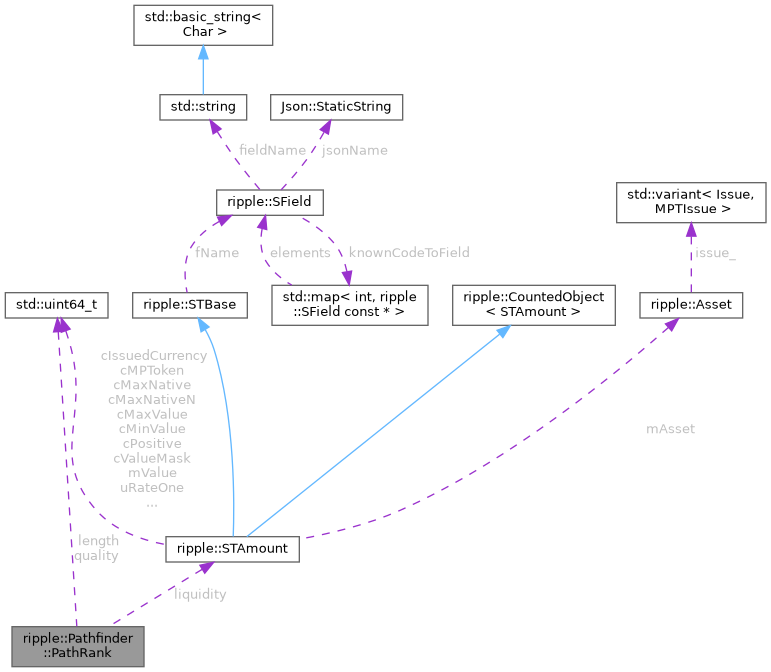 std::basic_string<
Char >
std::string
Json::StaticString
fieldName
jsonName
ripple::SField
std::variant< Issue,
MPTIssue >
fName
elements
knownCodeToField
issue_
std::uint64_t
ripple::STBase
std::map< int, ripple
::SField const * >
ripple::CountedObject
< STAmount >
ripple::Asset
cIssuedCurrency
cMPToken
cMaxNative
cMaxNativeN
cMaxValue
cMinValue
cPositive
cValueMask
mValue
uRateOne
...
mAsset
length
quality
ripple::STAmount
liquidity
ripple::Pathfinder
::PathRank